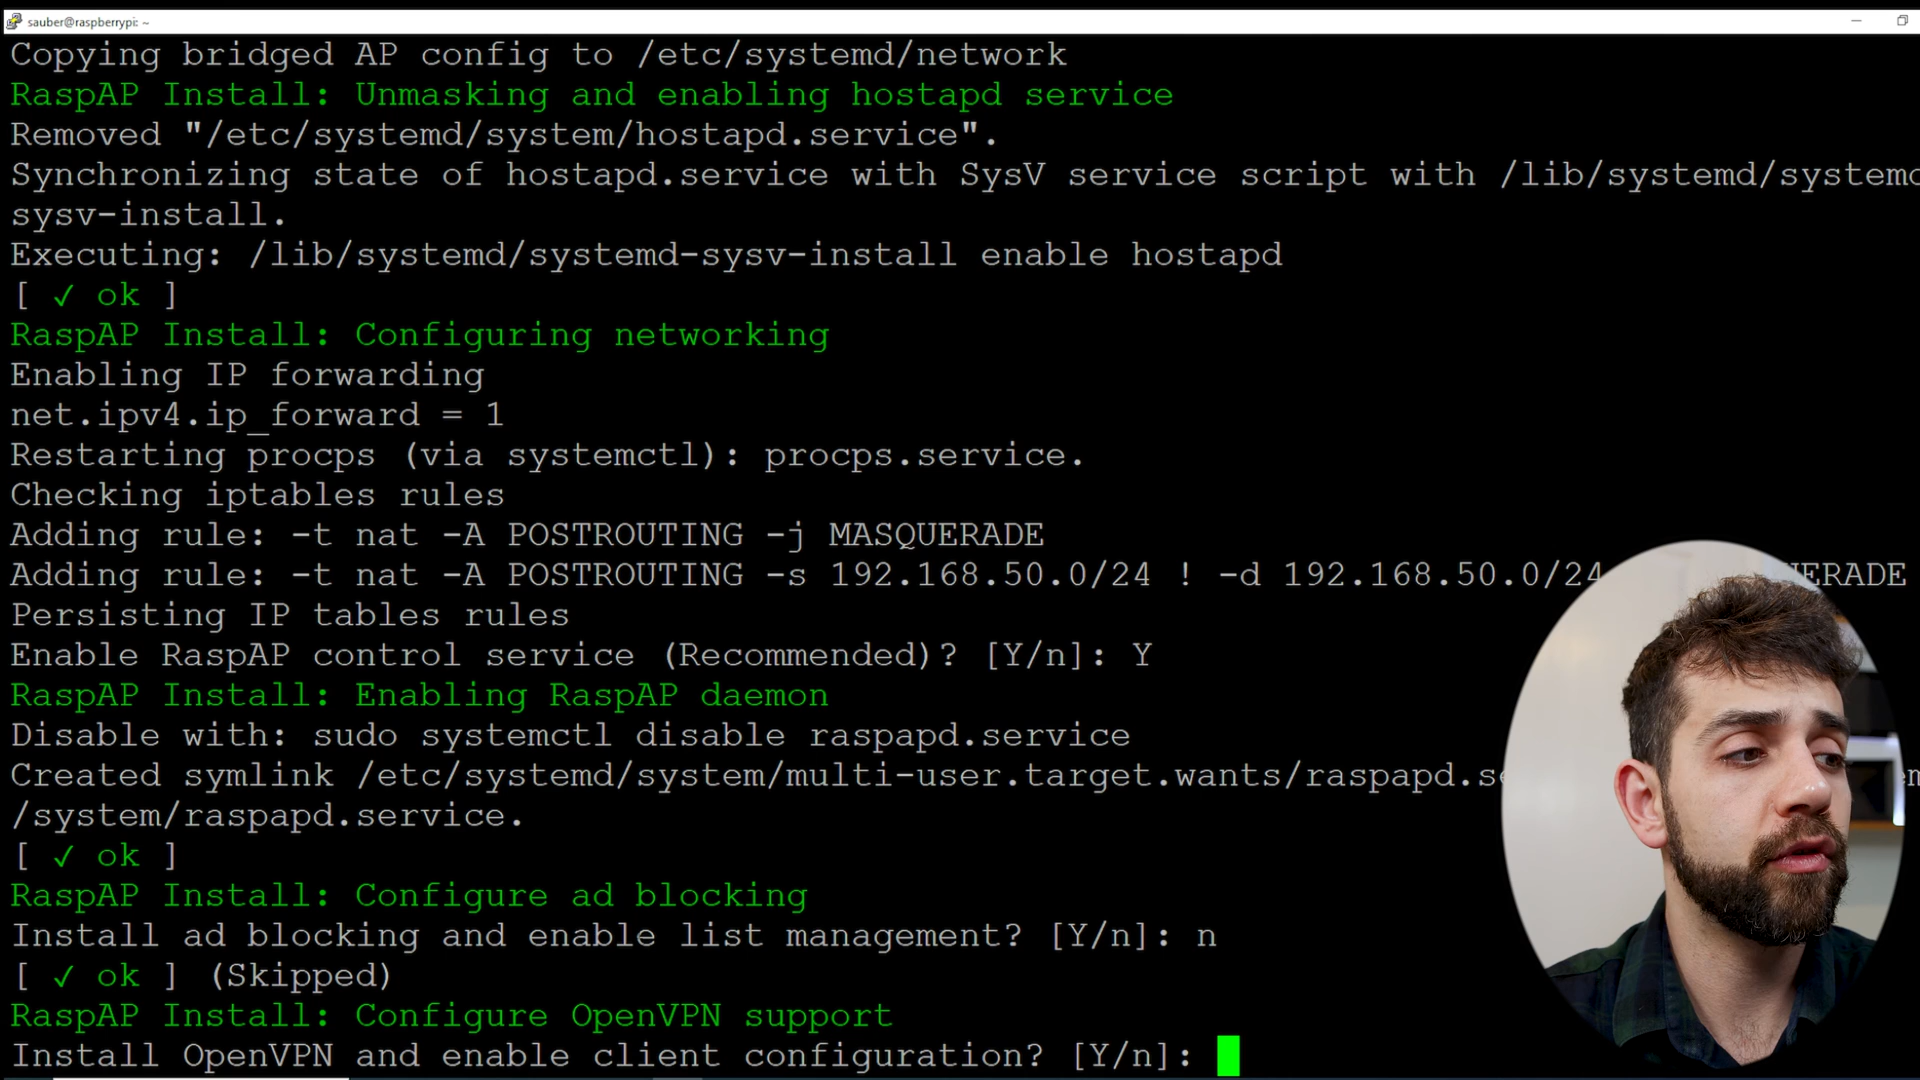 sauber@raspberrypi: ~
Copying bridged AP config to /etc/systemd/network
RaspAP Install: Unmasking and enabling hostapd service
Removed "/etc/systemd/system/hostapd.service".
Synchronizing state of hostapd.service with SysV service script with /lib/systemd/systemd
sysv-install.
Executing: /lib/systemd/systemd-sysv-install enable hostapd
[ ✓ ok ]
RaspAP Install: Configuring networking
Enabling IP forwarding
net.ipv4.ip_forward = 1
Restarting procps (via systemctl): procps.service.
Checking iptables rules
Adding rule: -t nat -A POSTROUTING -j MASQUERADE
Adding rule: -t nat -A POSTROUTING -s 192.168.50.0/24 ! -d 192.168.50.0/24 UERADE
Persisting IP tables rules
Enable RaspAP control service (Recommended)? [Y/n]: Y
RaspAP Install: Enabling RaspAP daemon
Disable with: sudo systemctl disable raspapd.service
Created symlink /etc/systemd/system/multi-user.target.wants/raspapd.se
/system/raspapd.service.
[ ✓ ok ]
RaspAP Install: Configure ad blocking
Install ad blocking and enable list management? [Y/n]: n
[ ✓ ok ] (Skipped)
RaspAP Install: Configure OpenVPN support
Install OpenVPN and enable client configuration? [Y/n]: